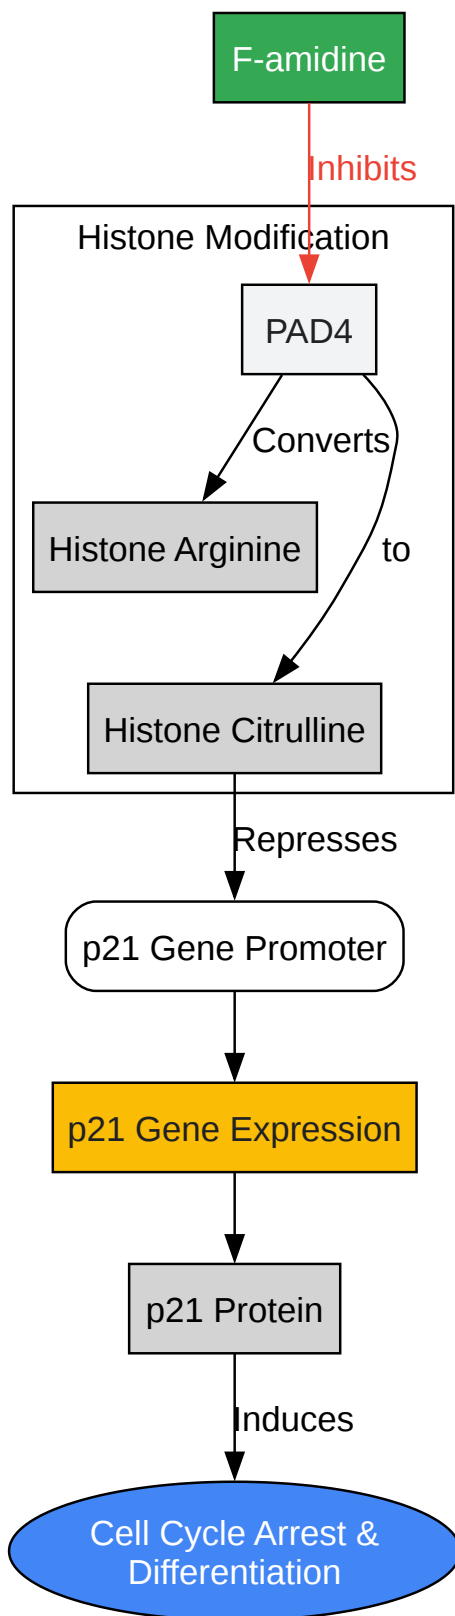 F-amidine
Inhibits
Histone Modification
PAD4
Converts
Histone Arginine
to
Histone Citrulline
Represses
p21 Gene Promoter
p21 Gene Expression
p21 Protein
Induces
Cell Cycle Arrest &
Differentiation